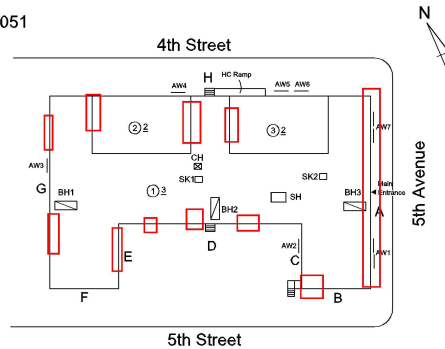 051
N
4th Street
H
HC Ramp
AW4
AW5
AW6
② 2
③ 2
AW7
CH
AW3
SK1
SK2
Main
Entrance
G
BH1
① 3
SH
BH3
A
5th Avenue
BH2
E
D
AW2
C
AW1
F
B
5th Street